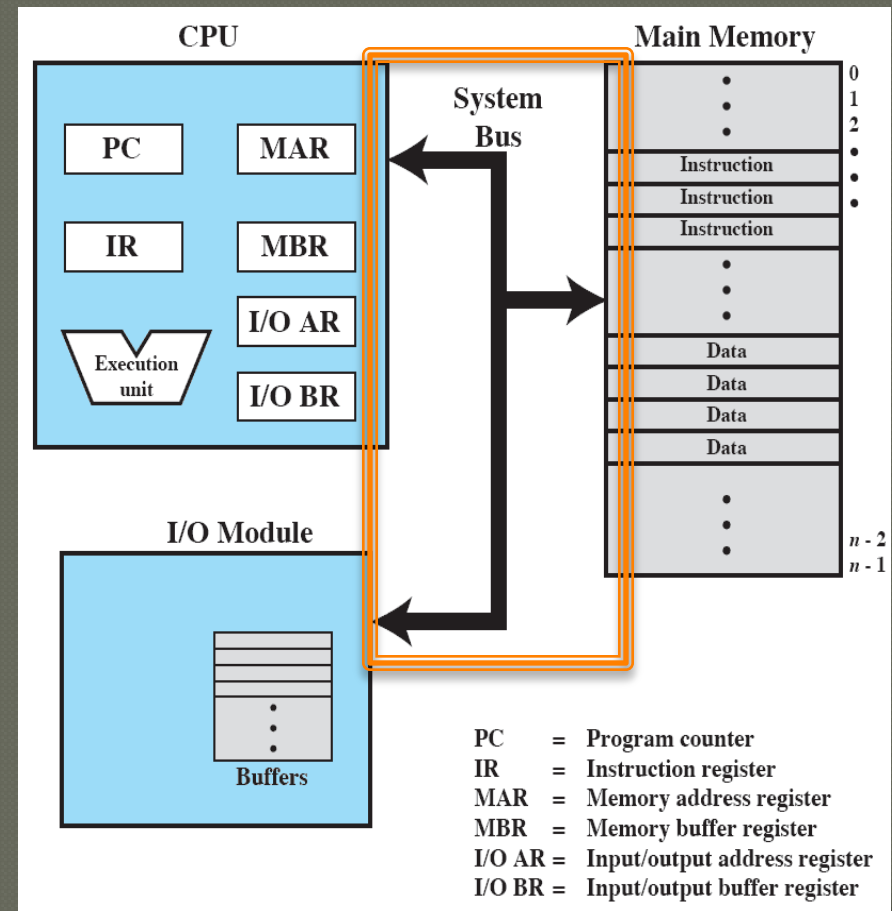 CPU
Main Memory
System
Bus
PC
MAR
IR
MBR
I/O AR
I/O BR
Execution
unit
0
1
2
Instruction
Instruction
Instruction
Data
Data
Data
Data
n - 2
n - 1
I/O Module
Buffers
PC = Program counter
IR = Instruction register
MAR = Memory address register
MBR = Memory buffer register
I/O AR = Input/output address register
I/O BR = Input/output buffer register